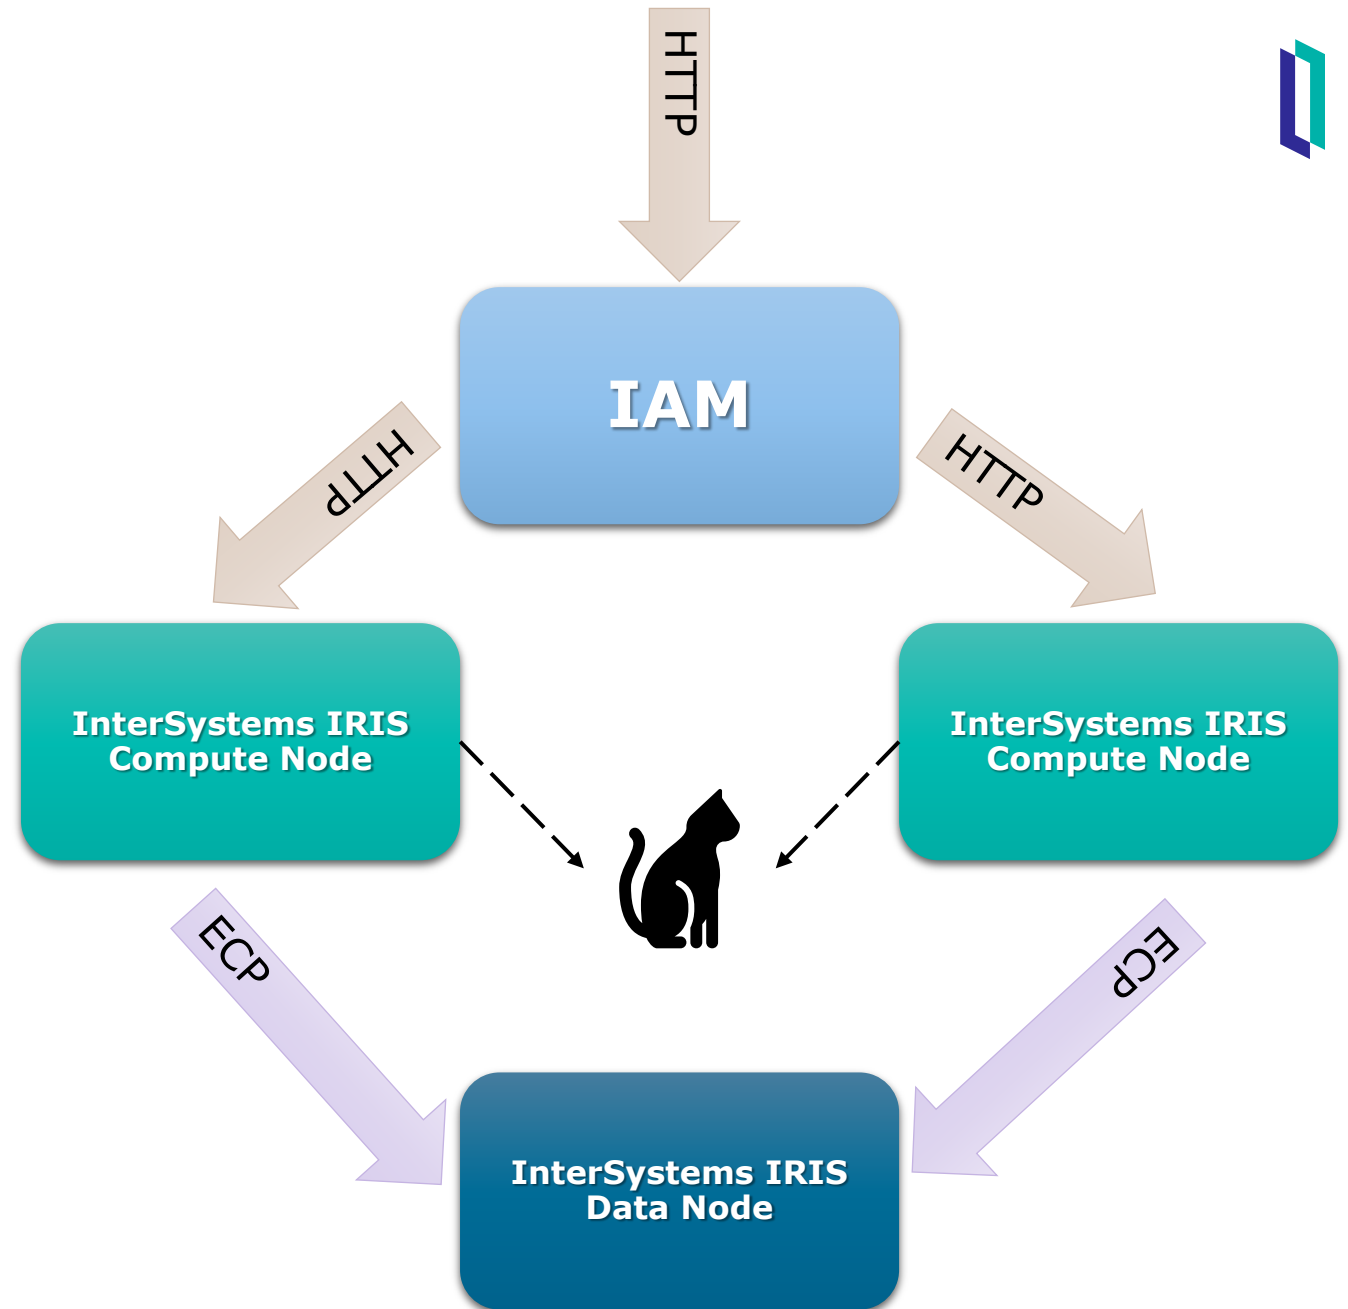 HTTP
IAM
HTTP
HTTP
InterSystems IRIS
Compute Node
InterSystems IRIS
Compute Node
ECP
ECP
InterSystems IRIS
Data Node